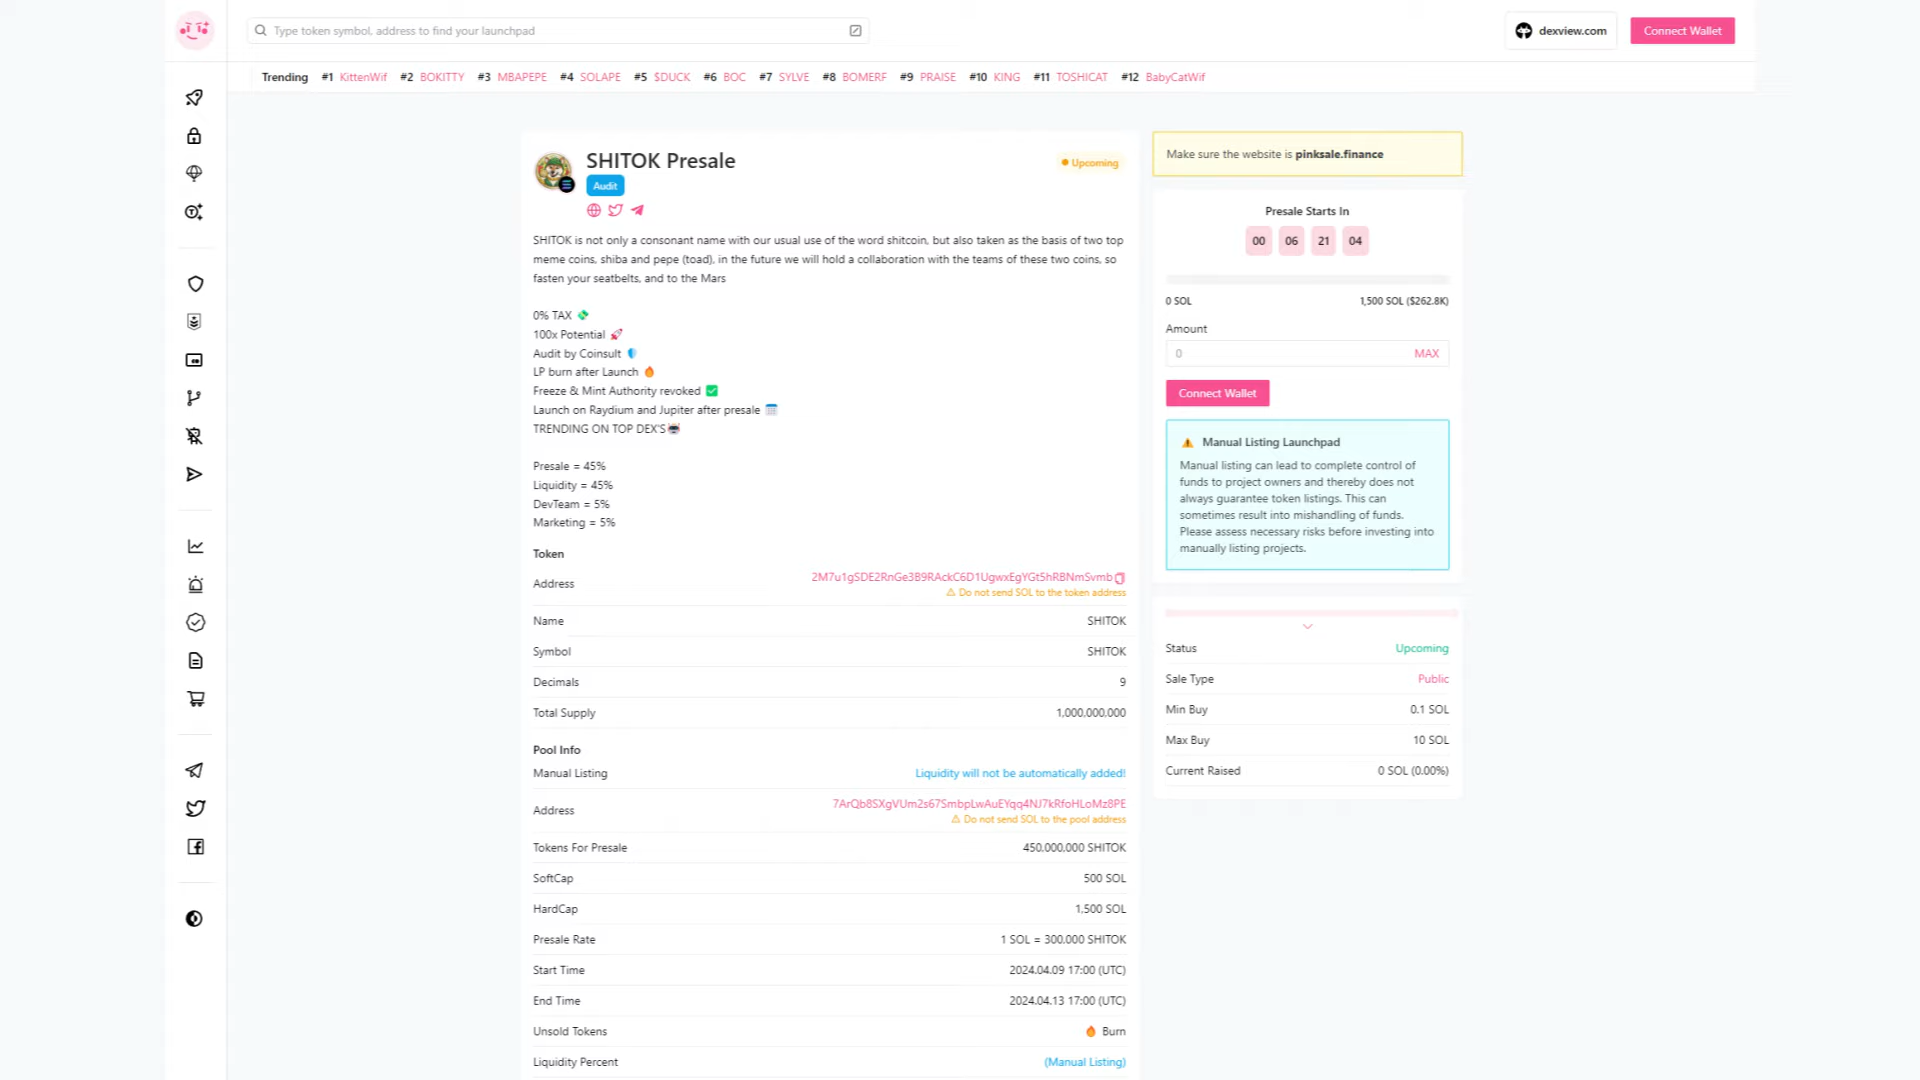 Type token symbol, address to find your launchpad
dexview.com
Connect Wallet
Trending #1 KittenWif #2 BOKITTY #3 MBAPEPE #4 SOLAPE #5 $DUCK #6 BOC #7 SYLVE #8 BOMERF #9 PRAISE #10 KING #11 TOSHICAT #12 BabyCatWif
SHITOK Presale
Upcoming
Audit
SHITOK is not only a consonant name with our usual use of the word shitcoin, but also taken as the basis of two top
meme coins, shiba and pepe (toad), in the future we will hold a collaboration with the teams of these two coins, so
fasten your seatbelts, and to the Mars
0% TAX 💸
100x Potential 🚀
Audit by Coinsult 🛡️
LP burn after Launch 🔥
Freeze & Mint Authority revoked ✅
Launch on Raydium and Jupiter after presale 🗓️
TRENDING ON TOP DEX'S
Presale = 45%
Liquidity = 45%
DevTeam = 5%
Marketing = 5%
Token
Address 2M7u1gSDE2RnGe3B9RAckC6D1UgwxEgYGt5hRBNmSvmb
Do not send SOL to the token address
Name SHITOK
Symbol SHITOK
Decimals 9
Total Supply 1,000,000,000
Pool Info
Manual Listing Liquidity will not be automatically added!
Address 7ArQb8SXgVUm2s67SmbpLwAuEYqq4NJ7kRfoHLoMz8PE
Do not send SOL to the pool address
Tokens For Presale 450,000,000 SHITOK
SoftCap 500 SOL
HardCap 1,500 SOL
Presale Rate 1 SOL = 300,000 SHITOK
Start Time 2024.04.09 17:00 (UTC)
End Time 2024.04.13 17:00 (UTC)
Unsold Tokens 🔥 Burn
Liquidity Percent (Manual Listing)
Make sure the website is pinksale.finance
Presale Starts In
00 06 21 04
0 SOL 1,500 SOL ($262.8K)
Amount
0 MAX
Connect Wallet
Manual Listing Launchpad
Manual listing can lead to complete control of
funds to project owners and thereby does not
always guarantee token listings. This can
sometimes result into mishandling of funds.
Please assess necessary risks before investing into
manually listing projects.
Status Upcoming
Sale Type Public
Min Buy 0.1 SOL
Max Buy 10 SOL
Current Raised 0 SOL (0.00%)